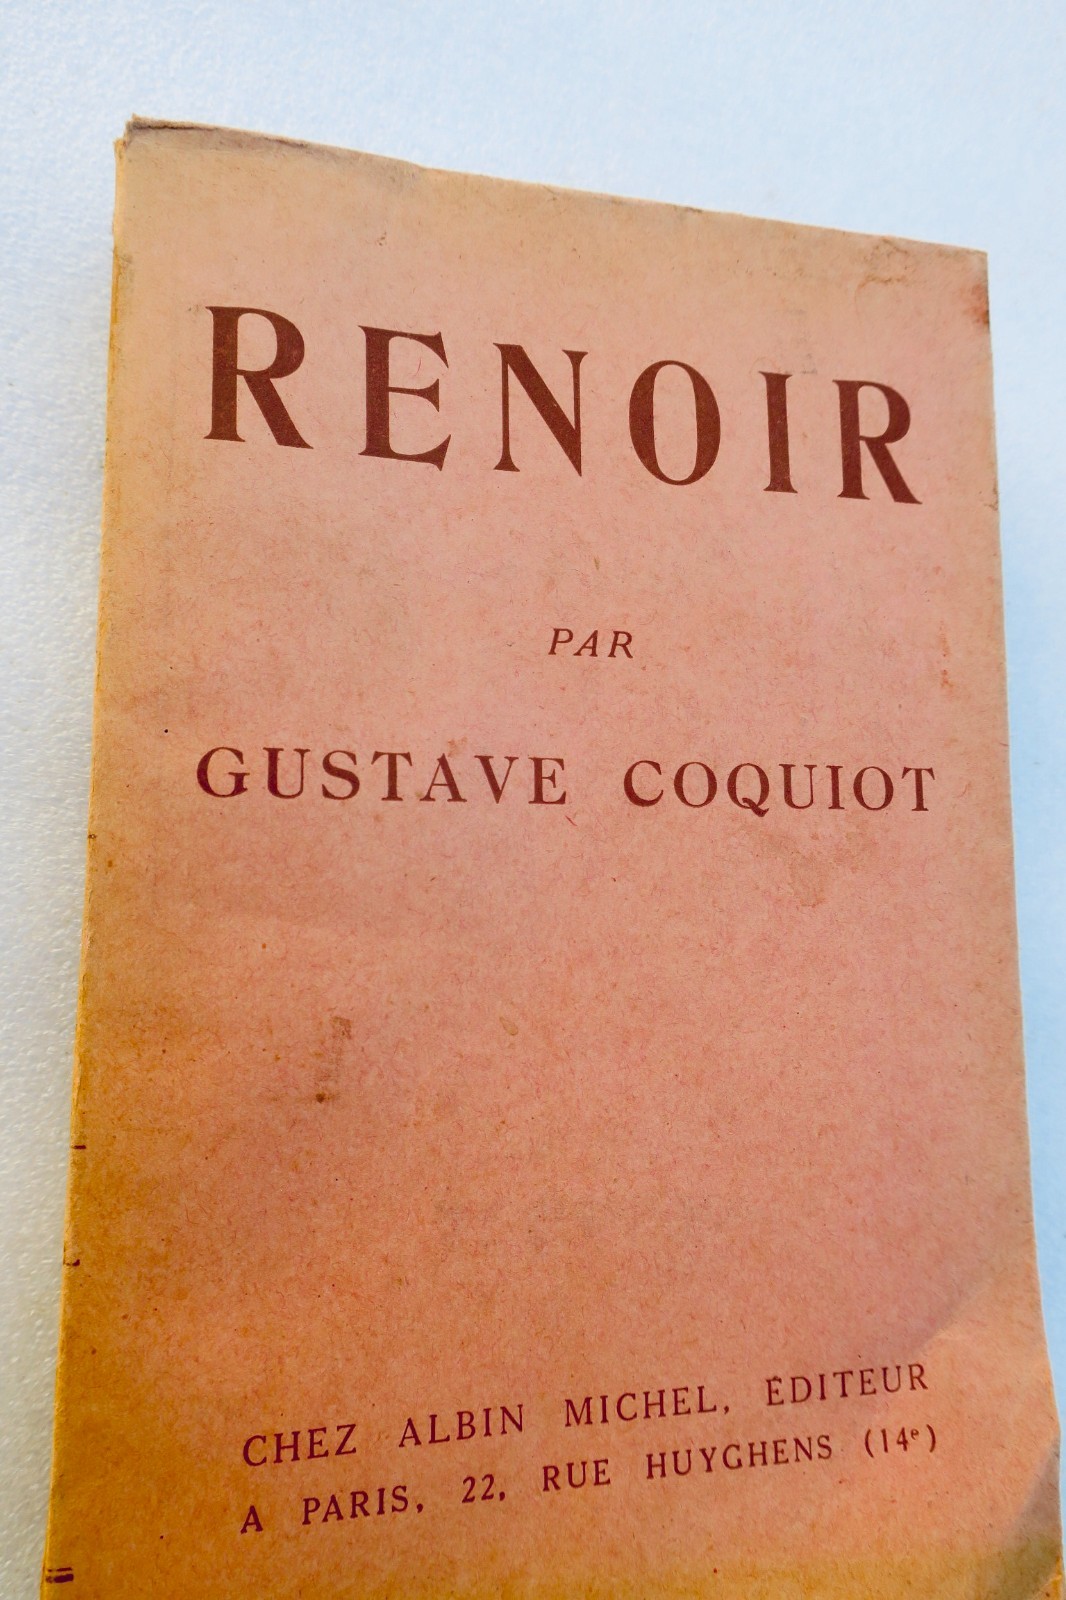 RENOIR
PAR
GUSTAVE COQUIOT
CHEZ ALBIN MICHEL, ÉDITEUR
A PARIS, 22, RUE HUYGHENS (14ᵉ)